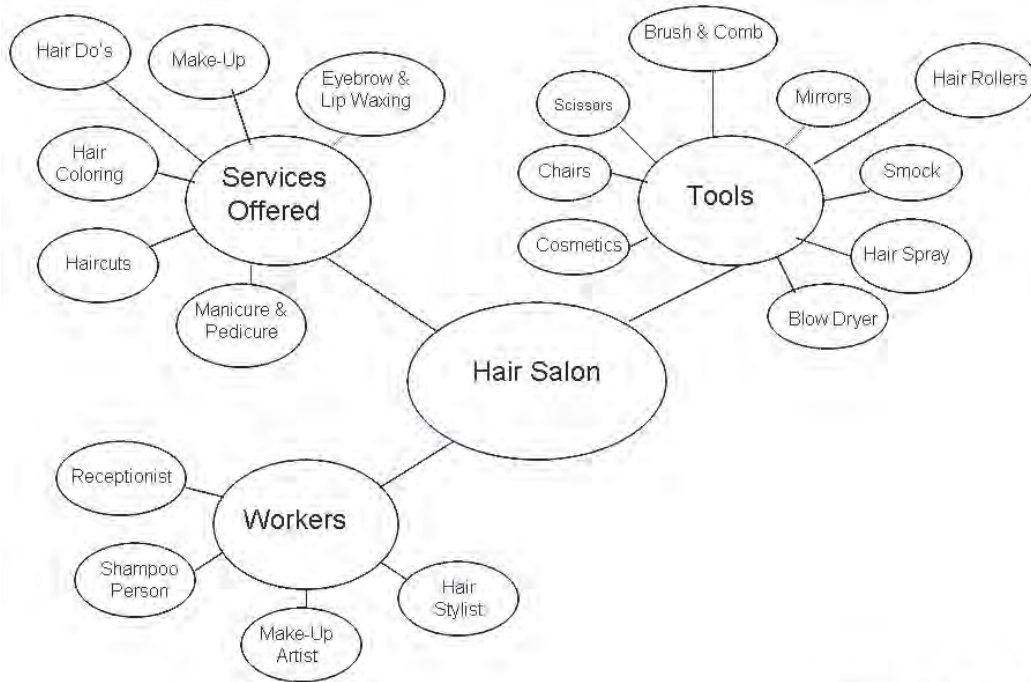 Hair Do's
Make-Up
Eyebrow &
Lip Waxing
Hair
Coloring
Services
Offered
Haircuts
Manicure &
Pedicure
Brush & Comb
Hair Rollers
Scissors
Mirrors
Chairs
Tools
Smock
Cosmetics
Hair Spray
Blow Dryer
Hair Salon
Receptionist
Workers
Shampoo
Person
Hair
Stylist
Make-Up
Artist